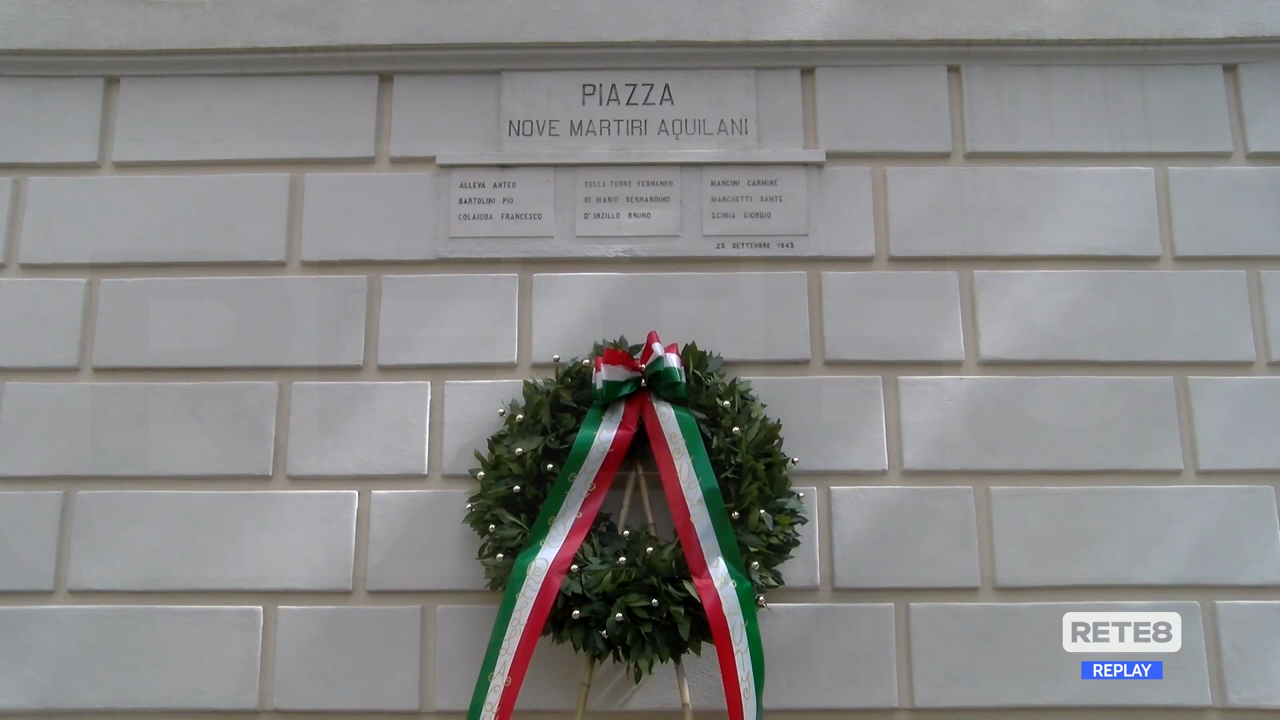 PIAZZA
NOVE MARTIRI AQUILANI
ALLEVA ANTEO
BARTOLINI PIO
COLAIUDA FRANCESCO
DELLA TORRE FERNANDO
DI MARIO BERNARDINO
D'INZILLO BRUNO
MANCINI CARMINE
MARCHETTI SANTE
SCIMIA GIORGIO
23 SETTEMBRE 1943
RETE8
REPLAY